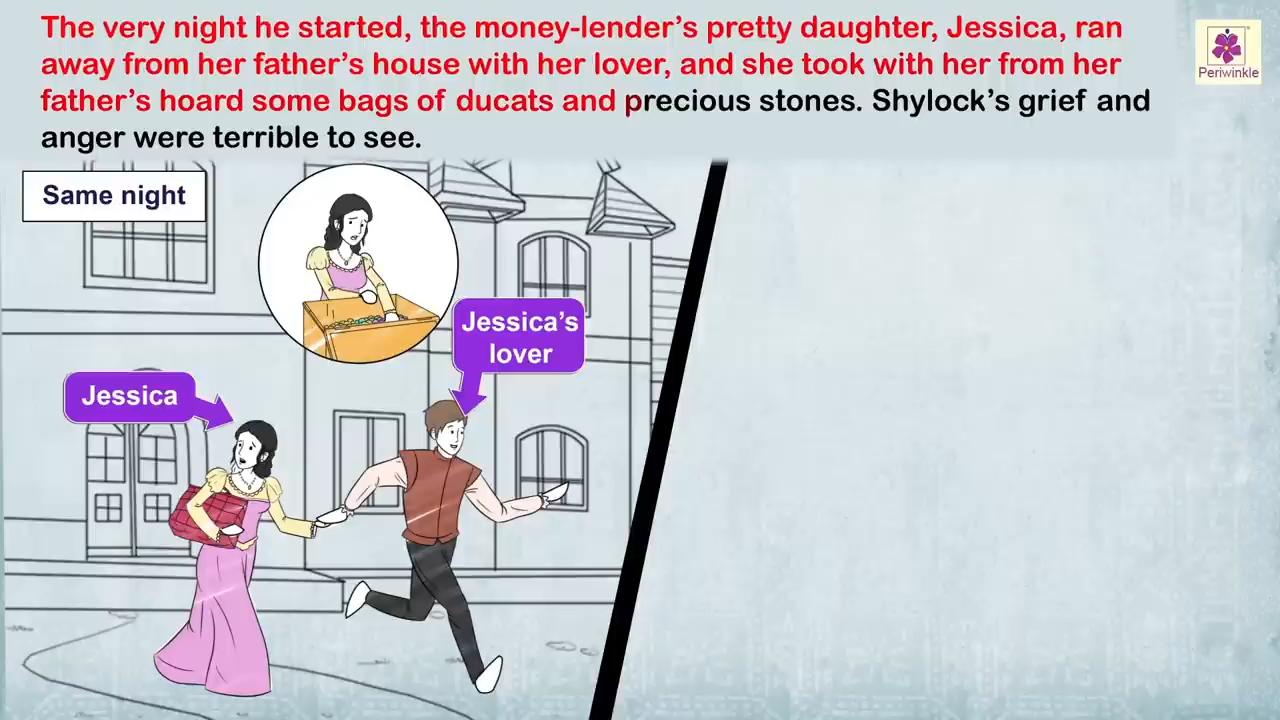 The very night he started, the money-lender’s pretty daughter, Jessica, ran
away from her father’s house with her lover, and she took with her from her
father’s hoard some bags of ducats and precious stones. Shylock’s grief and
anger were terrible to see.
Periwinkle
Same night
Jessica’s
lover
Jessica